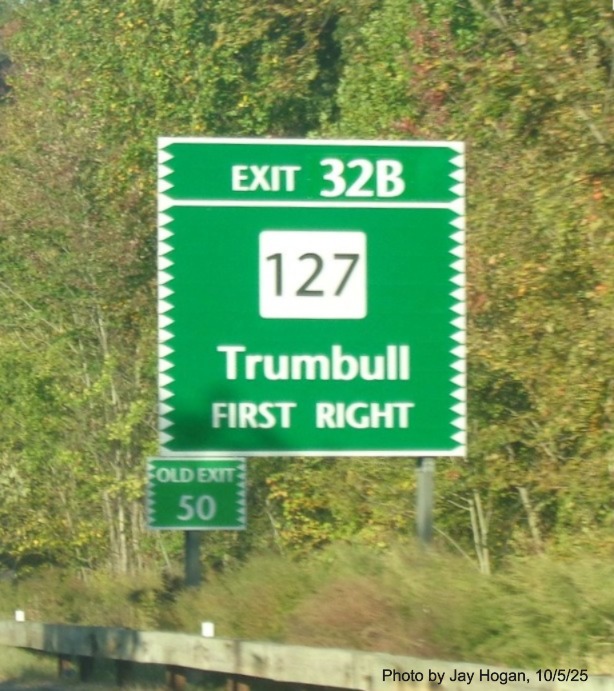 EXIT 32B
127
Trumbull
FIRST RIGHT
OLD EXIT
50
Photo by Jay Hogan, 10/5/25